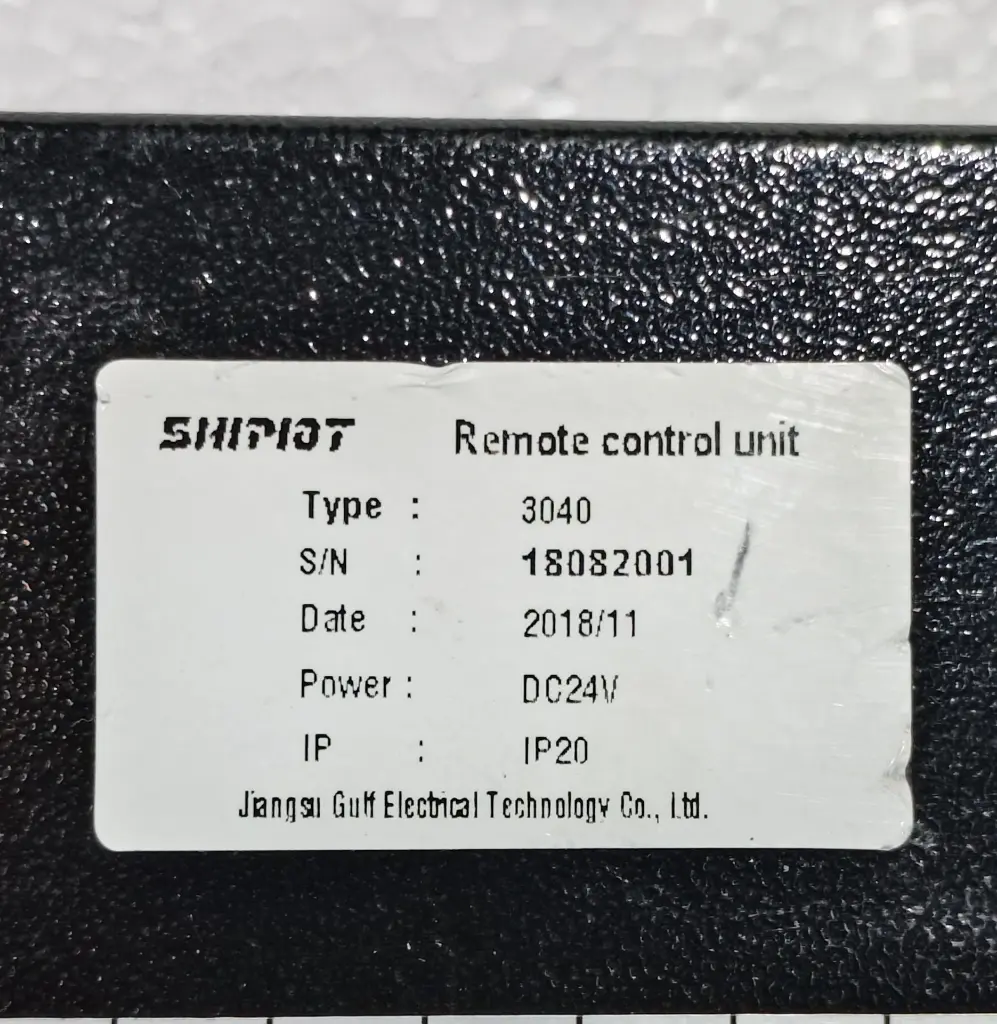 SHIPIOT Remote control unit
Type : 3040
S/N : 18082001
Date : 2018/11
Power : DC24V
IP : IP20
Jiangsu Gulf Electrical Technology Co., Ltd.